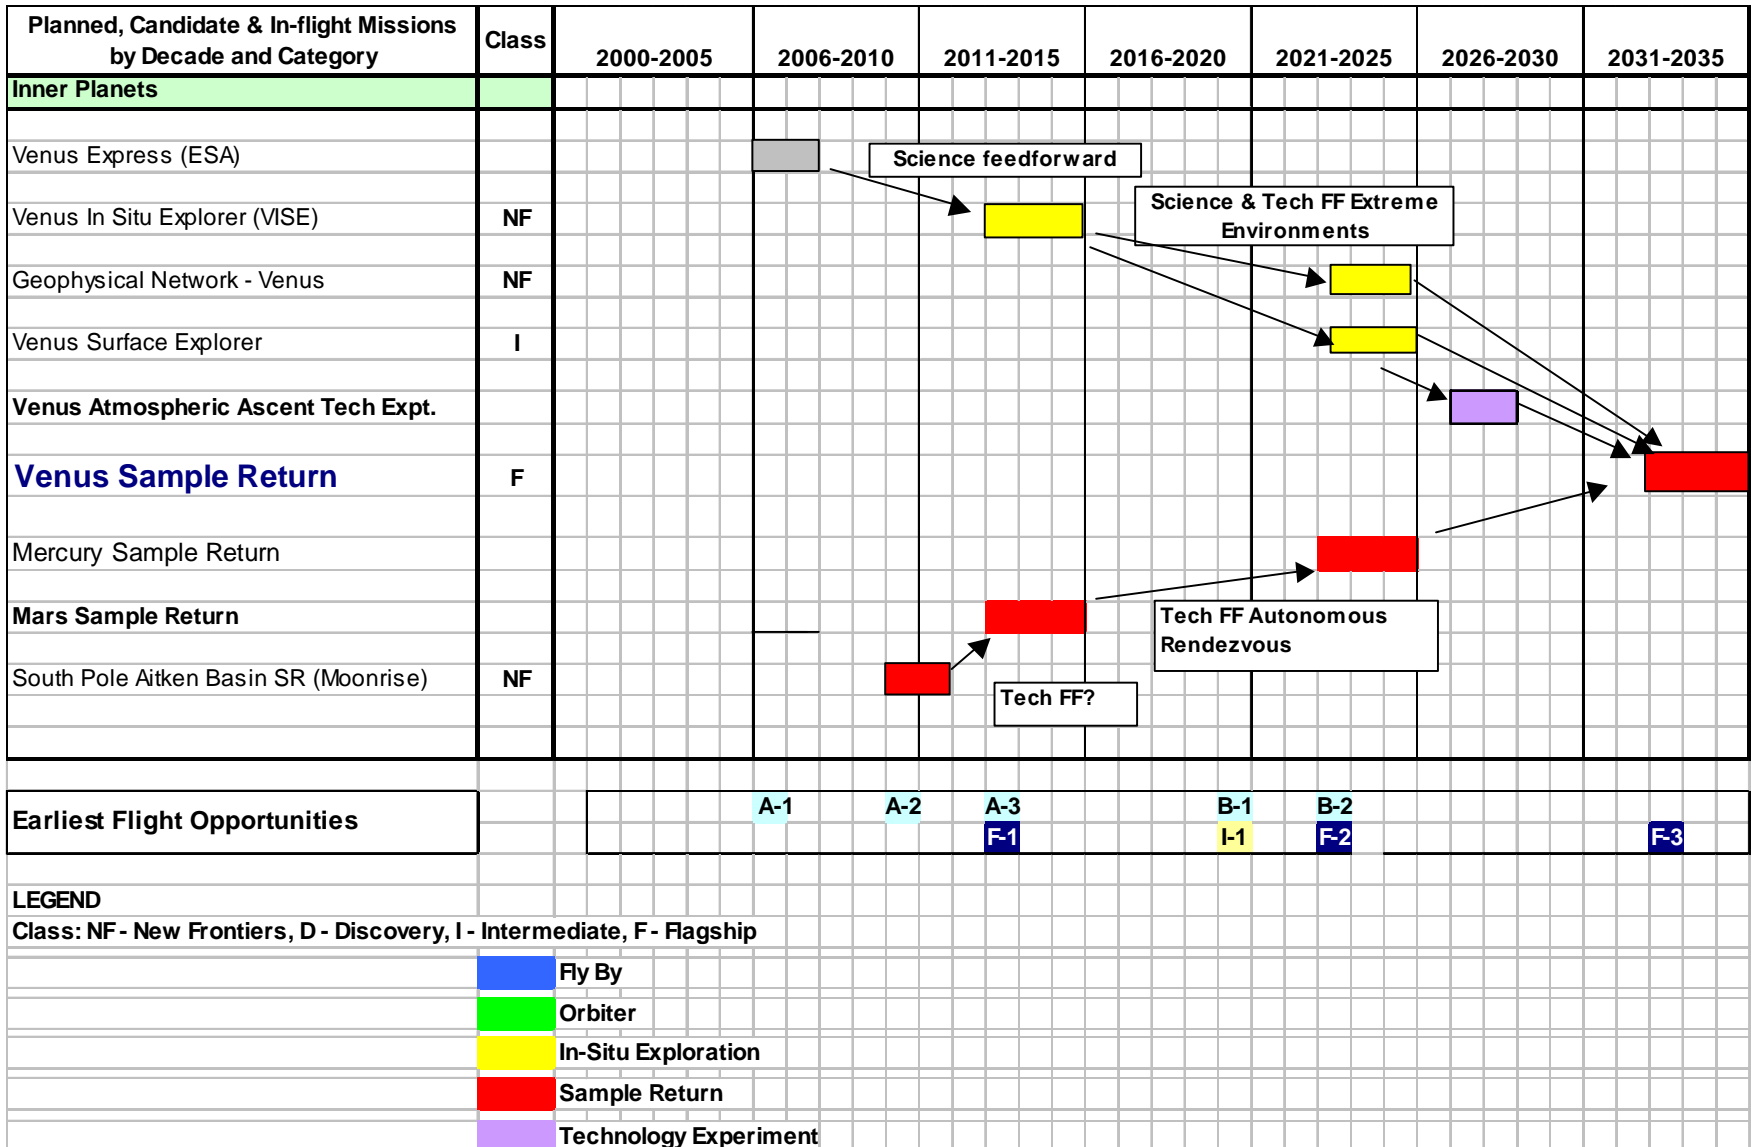 Planned, Candidate & In-flight Missions
by Decade and Category
Class
2000-2005
2006-2010
2011-2015
2016-2020
2021-2025
2026-2030
2031-2035
Inner Planets
Venus Express (ESA)
Science feedforward
Venus In Situ Explorer (VISE)
NF
Science & Tech FF Extreme
Environments
Geophysical Network - Venus
NF
Venus Surface Explorer
I
Venus Atmospheric Ascent Tech Expt.
Venus Sample Return
F
Mercury Sample Return
Mars Sample Return
Tech FF Autonomous
Rendezvous
South Pole Aitken Basin SR (Moonrise)
NF
Tech FF?
Earliest Flight Opportunities
A-1
A-2
A-3
B-1
B-2
F-1
I-1
F-2
F-3
LEGEND
Class: NF - New Frontiers, D - Discovery, I - Intermediate, F - Flagship
Fly By
Orbiter
In-Situ Exploration
Sample Return
Technology Experiment